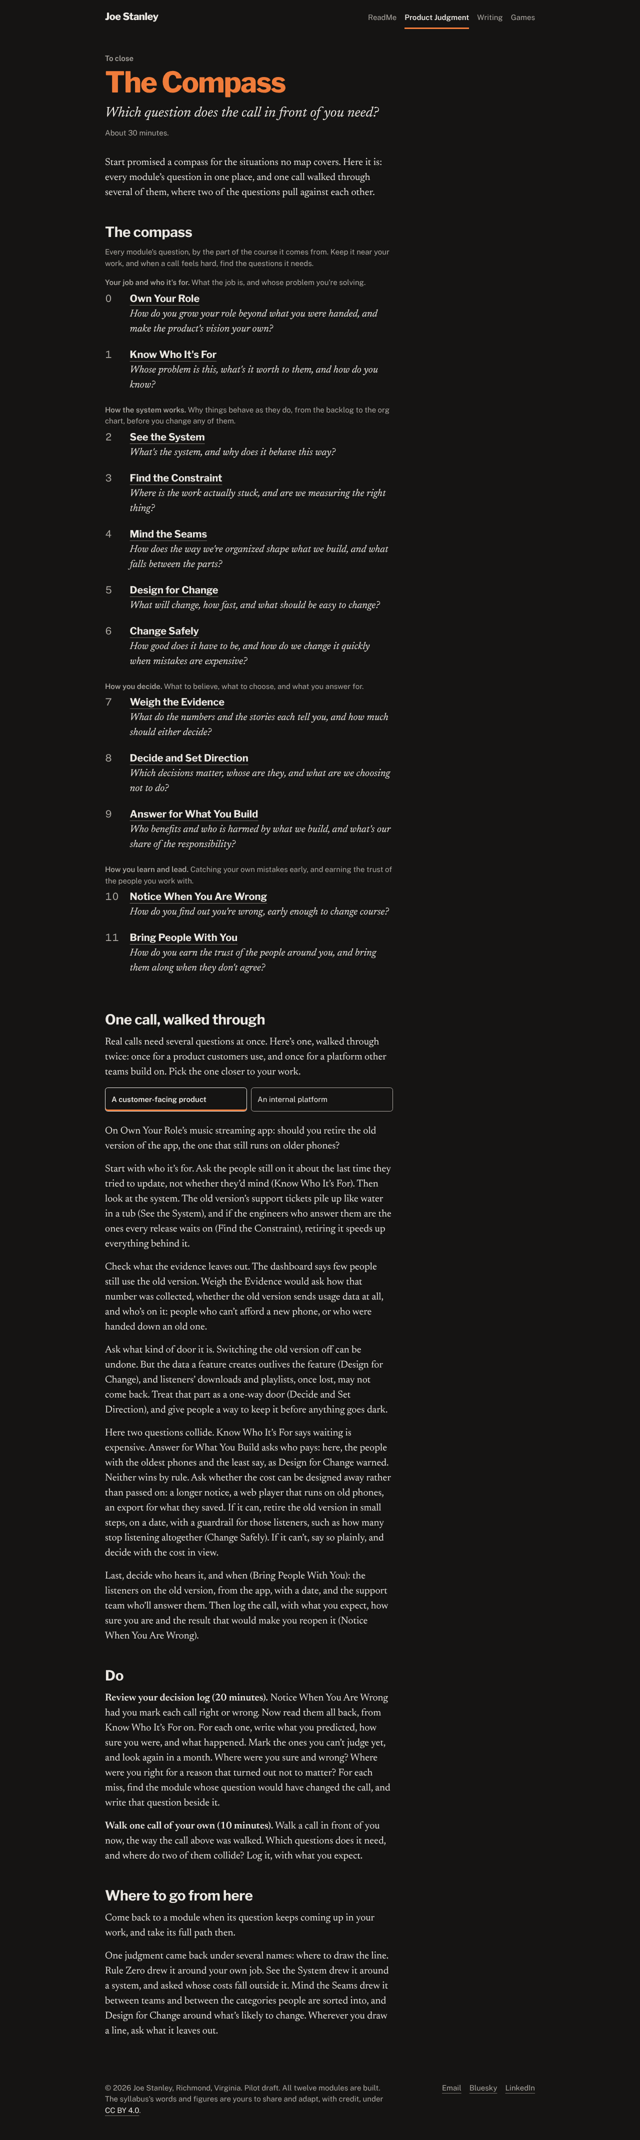 Joe Stanley
ReadMe Product Judgment Writing Games
To close
The Compass
Which question does the call in front of you need?
About 30 minutes.
Start promised a compass for the situations no map covers. Here it is:
every module's question in one place, and one call walked through
several of them, where two of the questions pull against each other.
The compass
Every module's question, by the part of the course it comes from. Keep it near your
work, and when a call feels hard, find the questions it needs.
Your job and who it's for. What the job is, and whose problem you're solving.
0 Own Your Role
How do you grow your role beyond what you were handed, and
make the product's vision your own?
1 Know Who It's For
Whose problem is this, what's it worth to them, and how do you
know?
How the system works. Why things behave as they do, from the backlog to the org
chart, before you change any of them.
2 See the System
What's the system, and why does it behave this way?
3 Find the Constraint
Where is the work actually stuck, and are we measuring the right
thing?
4 Mind the Seams
How does the way we're organized shape what we build, and what
falls between the parts?
5 Design for Change
What will change, how fast, and what should be easy to change?
6 Change Safely
How good does it have to be, and how do we change it quickly
when mistakes are expensive?
How you decide. What to believe, what to choose, and what you answer for.
7 Weigh the Evidence
What do the numbers and the stories each tell you, and how much
should either decide?
8 Decide and Set Direction
Which decisions matter, whose are they, and what are we choosing
not to do?
9 Answer for What You Build
Who benefits and who is harmed by what we build, and what's our
share of the responsibility?
How you learn and lead. Catching your own mistakes early, and earning the trust of
the people you work with.
10 Notice When You Are Wrong
How do you find out you're wrong, early enough to change course?
11 Bring People With You
How do you earn the trust of the people around you, and bring
them along when they don't agree?
One call, walked through
Real calls need several questions at once. Here's one, walked through
twice: once for a product customers use, and once for a platform other
teams build on. Pick the one closer to your work.
A customer-facing product An internal platform
On Own Your Role's music streaming app: should you retire the old
version of the app, the one that still runs on older phones?
Start with who it's for. Ask the people still on it about the last time they
tried to update, not whether they'd mind (Know Who It's For). Then
look at the system. The old version's support tickets pile up like water
in a tub (See the System), and if the engineers who answer them are the
ones every release waits on (Find the Constraint), retiring it speeds up
everything behind it.
Check what the evidence leaves out. The dashboard says few people
still use the old version. Weigh the Evidence would ask how that
number was collected, whether the old version sends usage data at all,
and who's on it: people who can't afford a new phone, or who were
handed down an old one.
Ask what kind of door it is. Switching the old version off can be
undone. But the data a feature creates outlives the feature (Design for
Change), and listeners' downloads and playlists, once lost, may not
come back. Treat that part as a one-way door (Decide and Set
Direction), and give people a way to keep it before anything goes dark.
Here two questions collide. Know Who It's For says waiting is
expensive. Answer for What You Build asks who pays: here, the people
with the oldest phones and the least say, as Design for Change warned.
Neither wins by rule. Ask whether the cost can be designed away rather
than passed on: a longer notice, a web player that runs on old phones,
an export for what they saved. If it can, retire the old version in small
steps, on a date, with a guardrail for those listeners, such as how many
stop listening altogether (Change Safely). If it can't, say so plainly, and
decide with the cost in view.
Last, decide who hears it, and when (Bring People With You): the
listeners on the old version, from the app, with a date, and the support
team who'll answer them. Then log the call, with what you expect, how
sure you are and the result that would make you reopen it (Notice
When You Are Wrong).
Do
Review your decision log (20 minutes). Notice When You Are Wrong
had you mark each call right or wrong. Now read them all back, from
Know Who It's For on. For each one, write what you predicted, how
sure you were, and what happened. Mark the ones you can't judge yet,
and look again in a month. Where were you sure and wrong? Where
were you right for a reason that turned out not to matter? For each
miss, find the module whose question would have changed the call, and
write that question beside it.
Walk one call of your own (10 minutes). Walk a call in front of you
now, the way the call above was walked. Which questions does it need,
and where do two of them collide? Log it, with what you expect.
Where to go from here
Come back to a module when its question keeps coming up in your
work, and take its full path then.
One judgment came back under several names: where to draw the line.
Rule Zero drew it around your own job. See the System drew it around
a system, and asked whose costs fall outside it. Mind the Seams drew it
between teams and between the categories people are sorted into, and
Design for Change around what's likely to change. Wherever you draw
a line, ask what it leaves out.
© 2026 Joe Stanley, Richmond, Virginia. Pilot draft. All twelve modules are built.
The syllabus's words and figures are yours to share and adapt, with credit, under
CC BY 4.0.
Email Bluesky LinkedIn